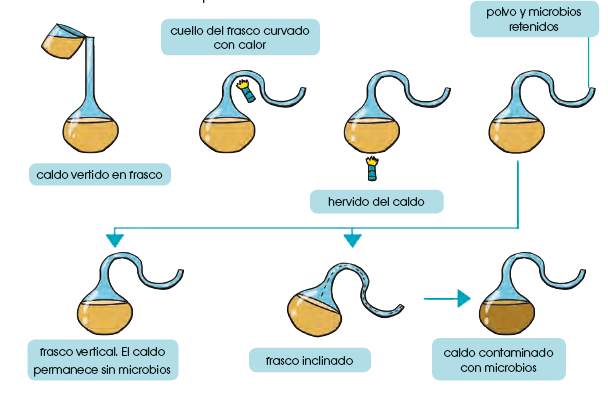 polvo y microbios
retenidos
cuello del frasco curvado
con calor
caldo vertido en frasco
hervido del caldo
frasco vertical. El caldo
permanece sin microbios
frasco inclinado
caldo contaminado
con microbios